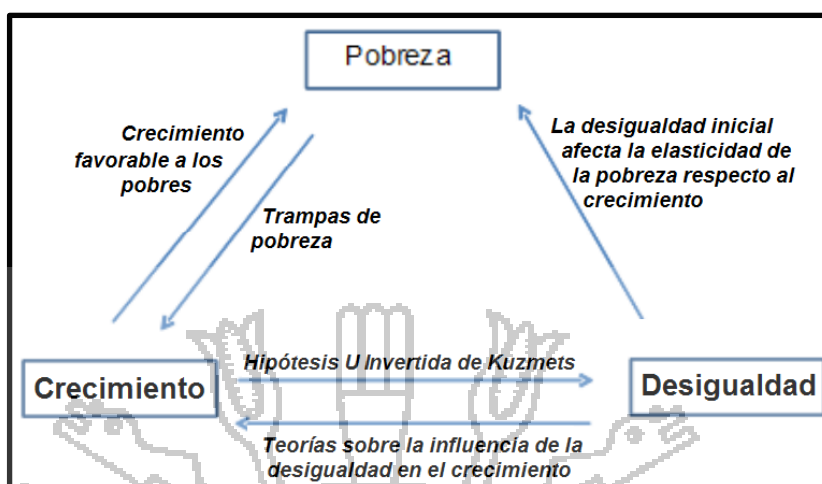 Pobreza
Crecimiento
favorable a los
pobres
Trampas de
pobreza
La desigualdad inicial
afecta la elasticidad de
la pobreza respecto al
crecimiento
Crecimiento
Hipótesis U Invertida de Kuzmets
Desigualdad
Teorías sobre la influencia de la
desigualdad en el crecimiento